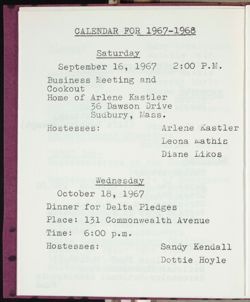 CALENDAR FOR 1967-1968
Saturday
September 16, 1967 2:00 P.M.
Business Meeting and
Cookout
Home of Arlene Kastler
36 Dawson Drive
Sudbury, Mass.
Hostesses: Arlene Kastler
Leona Mathis
Diane Likos
Wednesday
October 18, 1967
Dinner for Delta Pledges
Place: 131 Commonwealth Avenue
Time: 6:00 p.m.
Hostesses: Sandy Kendall
Dottie Hoyle